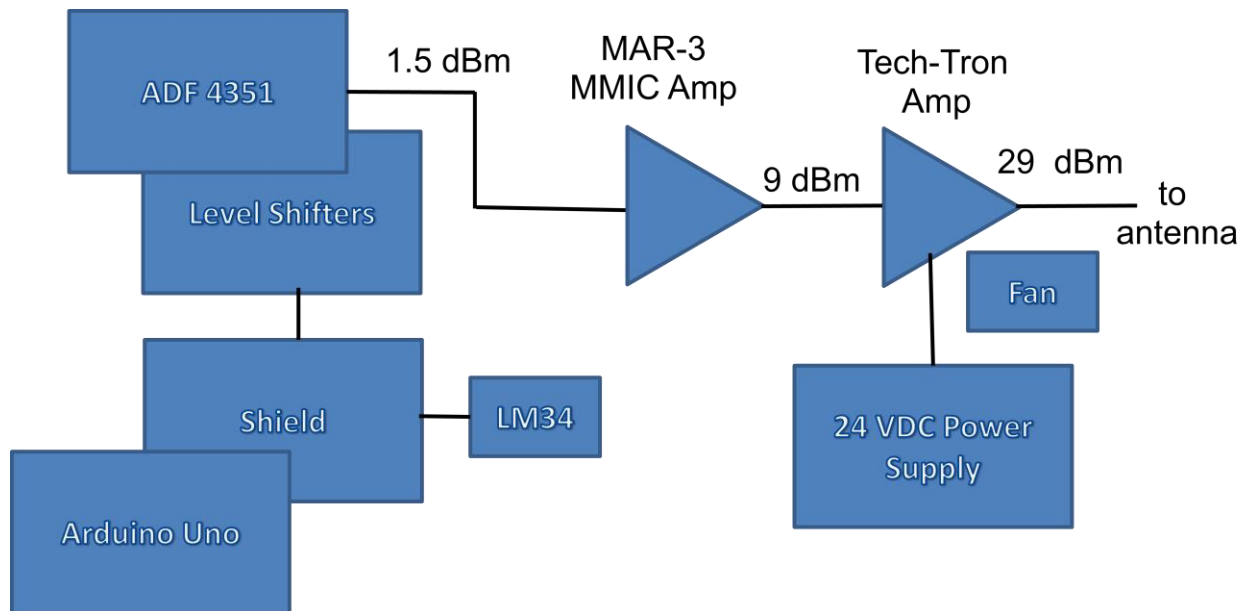 ADF 4351
1.5 dBm
MAR-3
MMIC Amp
Tech-Tron
Amp
Level Shifters
9 dBm
29 dBm
to
antenna
Fan
Shield
LM34
24 VDC Power
Supply
Arduino Uno